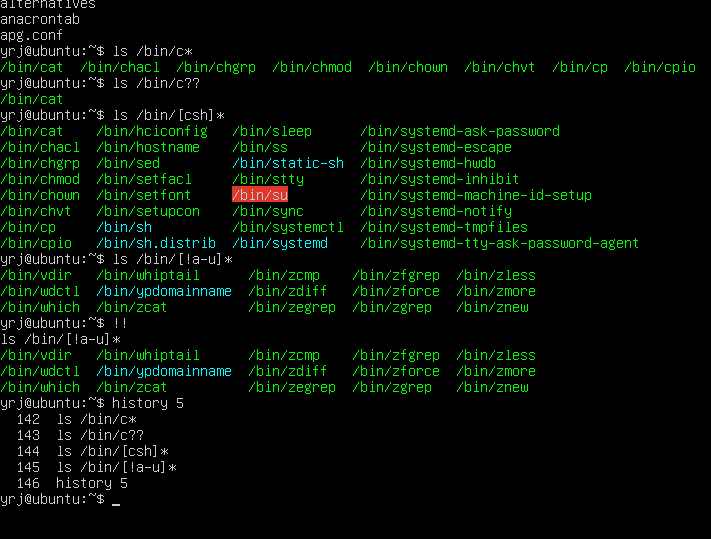 alternatives
anacrontab
apg.conf
yrj@ubuntu:~$ ls /bin/c*
/bin/cat  /bin/chacl  /bin/chgrp  /bin/chmod  /bin/chown  /bin/chvt  /bin/cp  /bin/cpio
yrj@ubuntu:~$ ls /bin/c??
/bin/cat
yrj@ubuntu:~$ ls /bin/[csh]*
/bin/cat    /bin/hciconfig   /bin/sleep      /bin/systemd-ask-password
/bin/chacl  /bin/hostname    /bin/ss         /bin/systemd-escape
/bin/chgrp  /bin/sed         /bin/static-sh  /bin/systemd-hwdb
/bin/chmod  /bin/setfacl     /bin/stty       /bin/systemd-inhibit
/bin/chown  /bin/setfont     /bin/su         /bin/systemd-machine-id-setup
/bin/chvt   /bin/setupcon    /bin/sync       /bin/systemd-notify
/bin/cp     /bin/sh          /bin/systemctl  /bin/systemd-tmpfiles
/bin/cpio   /bin/sh.distrib  /bin/systemd    /bin/systemd-tty-ask-password-agent
yrj@ubuntu:~$ ls /bin/[!a-u]*
/bin/vdir   /bin/whiptail      /bin/zcmp    /bin/zfgrep  /bin/zless
/bin/wdctl  /bin/ypdomainname  /bin/zdiff   /bin/zforce  /bin/zmore
/bin/which  /bin/zcat          /bin/zegrep  /bin/zgrep   /bin/znew
yrj@ubuntu:~$ !!
ls /bin/[!a-u]*
/bin/vdir   /bin/whiptail      /bin/zcmp    /bin/zfgrep  /bin/zless
/bin/wdctl  /bin/ypdomainname  /bin/zdiff   /bin/zforce  /bin/zmore
/bin/which  /bin/zcat          /bin/zegrep  /bin/zgrep   /bin/znew
yrj@ubuntu:~$ history 5
  142  ls /bin/c*
  143  ls /bin/c??
  144  ls /bin/[csh]*
  145  ls /bin/[!a-u]*
  146  history 5
yrj@ubuntu:~$ _